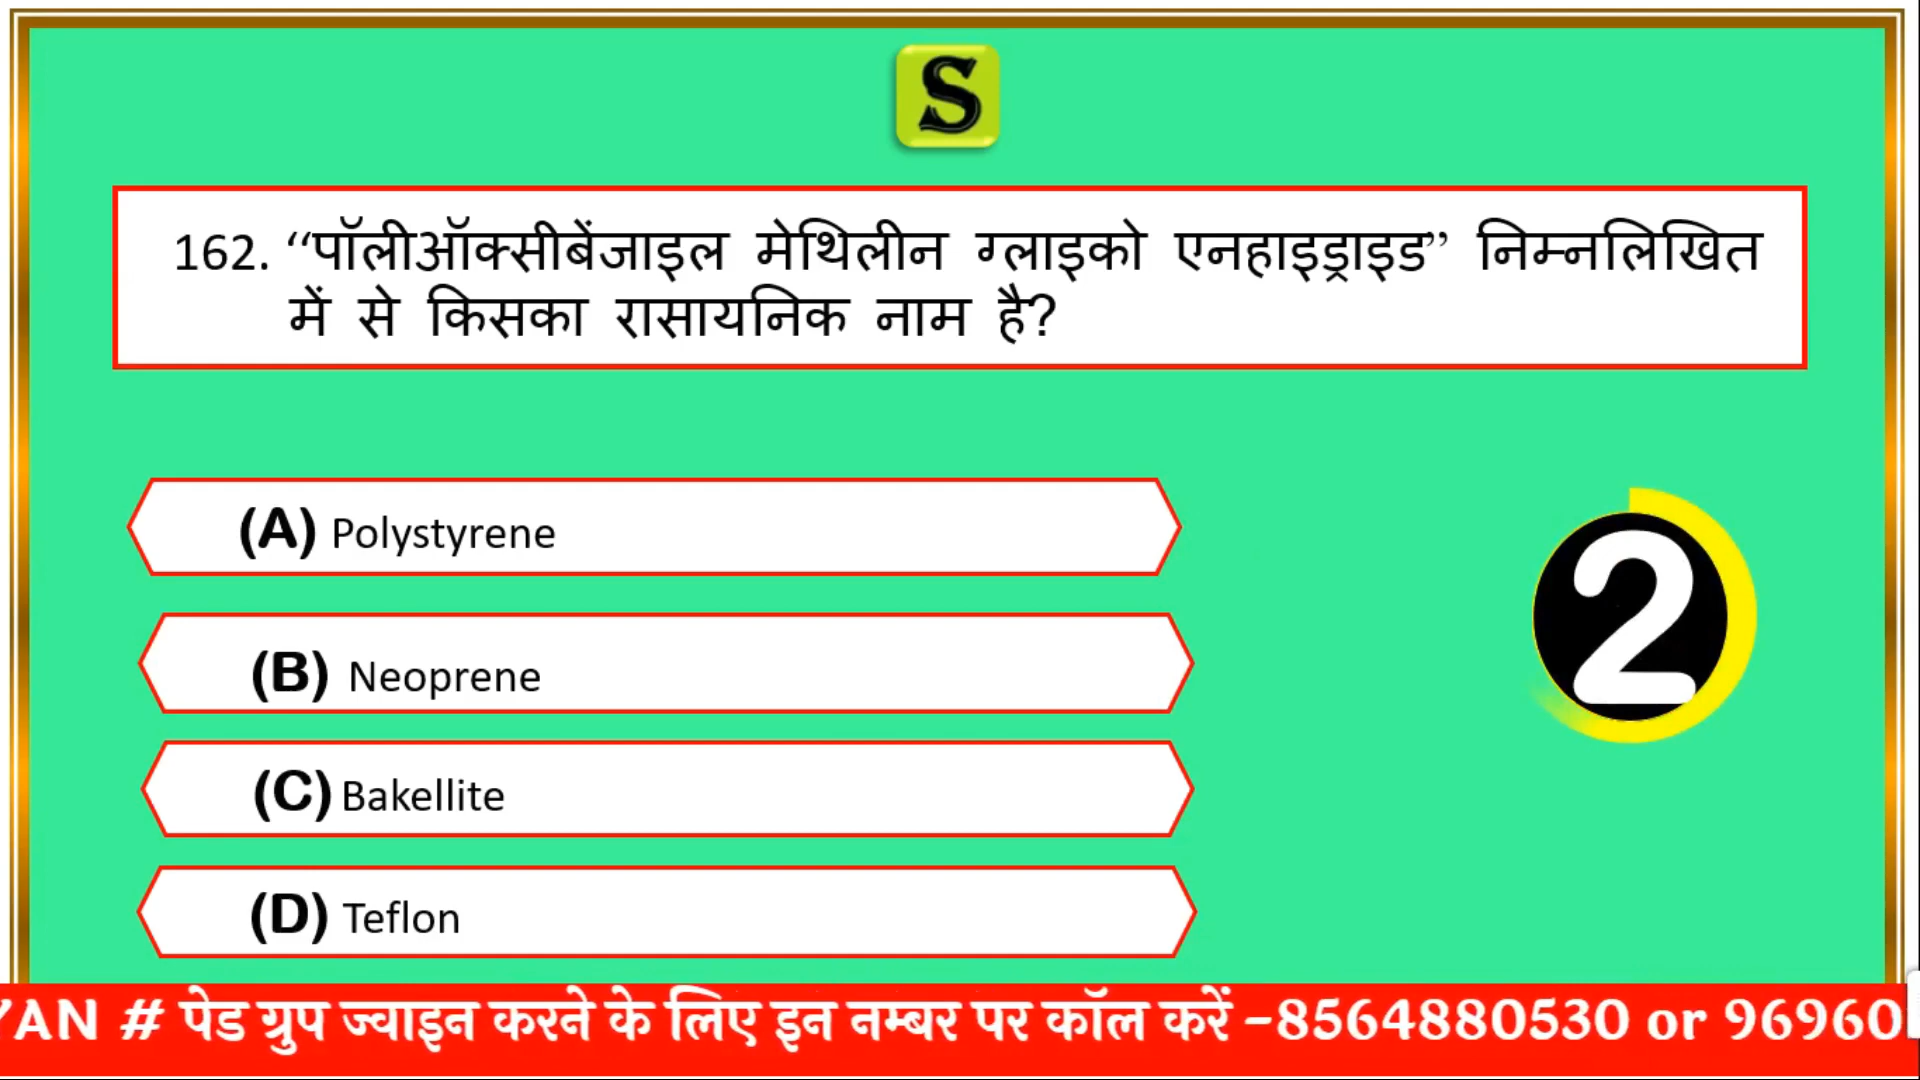 S
162. “पॉलीऑक्सीबेंजाइल मेथिलीन ग्लाइको एनहाइड्राइड” निम्नलिखित
में से किसका रासायनिक नाम है?
(A) Polystyrene
(B) Neoprene
2
(C) Bakellite
(D) Teflon
YAN # पेड ग्रुप ज्वाइन करने के लिए इन नम्बर पर कॉल करें -8564880530 or 96960